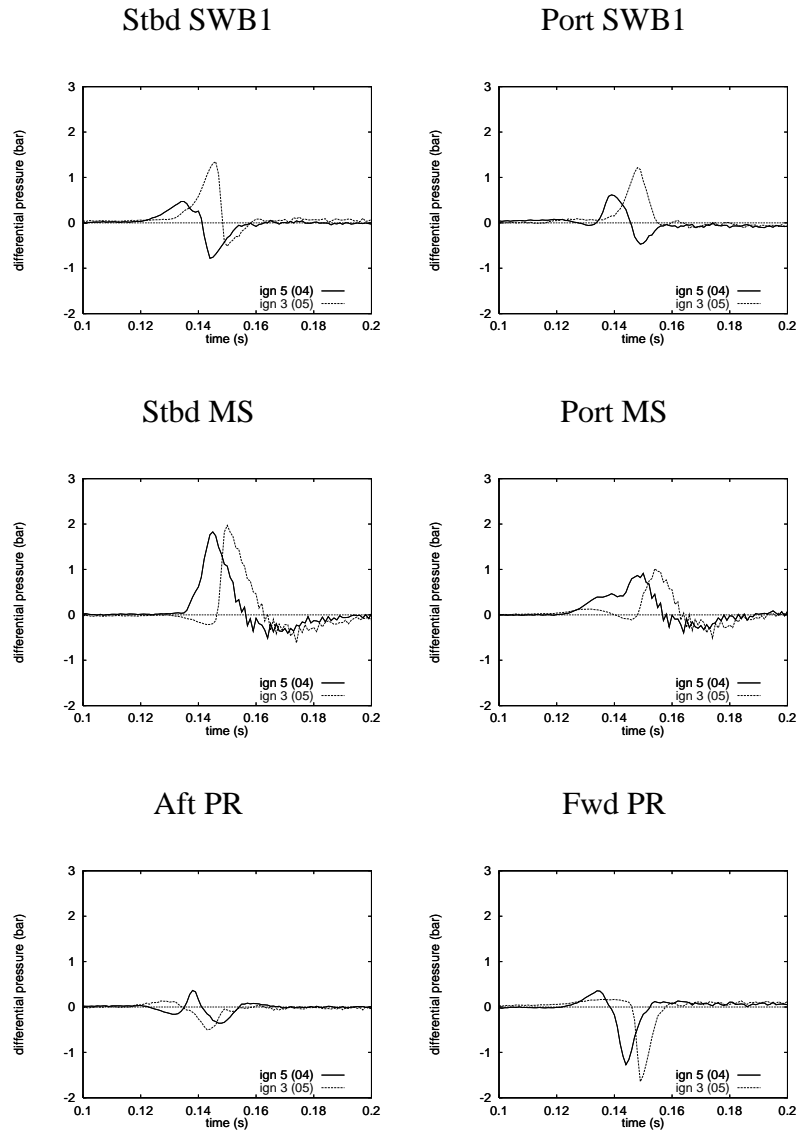 Stbd SWB1
3
2
1
0
-1
-2
0.1 0.12 0.14 0.16 0.18 0.2
differential pressure (bar)
time (s)
ign 5 (04)
ign 3 (05)
Port SWB1
3
2
1
0
-1
-2
0.1 0.12 0.14 0.16 0.18 0.2
differential pressure (bar)
time (s)
ign 5 (04)
ign 3 (05)
Stbd MS
3
2
1
0
-1
-2
0.1 0.12 0.14 0.16 0.18 0.2
differential pressure (bar)
time (s)
ign 5 (04)
ign 3 (05)
Port MS
3
2
1
0
-1
-2
0.1 0.12 0.14 0.16 0.18 0.2
differential pressure (bar)
time (s)
ign 5 (04)
ign 3 (05)
Aft PR
3
2
1
0
-1
-2
0.1 0.12 0.14 0.16 0.18 0.2
differential pressure (bar)
time (s)
ign 5 (04)
ign 3 (05)
Fwd PR
3
2
1
0
-1
-2
0.1 0.12 0.14 0.16 0.18 0.2
differential pressure (bar)
time (s)
ign 5 (04)
ign 3 (05)